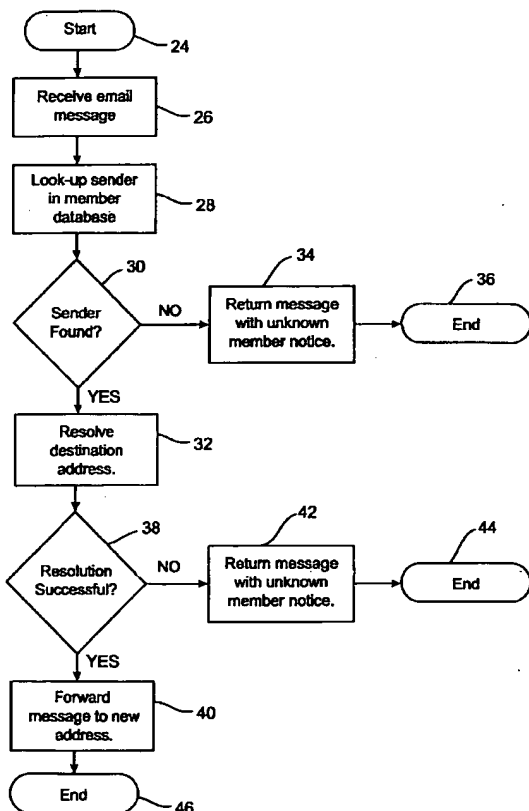 Start
24
Receive email
message
26
Look-up sender
in member
database
28
30
Sender
Found?
NO
34
Return message
with unknown
member notice.
36
End
YES
Resolve
destination
address.
32
38
Resolution
Successful?
NO
42
Return message
with unknown
member notice.
44
End
YES
Forward
message to new
address.
40
End
46